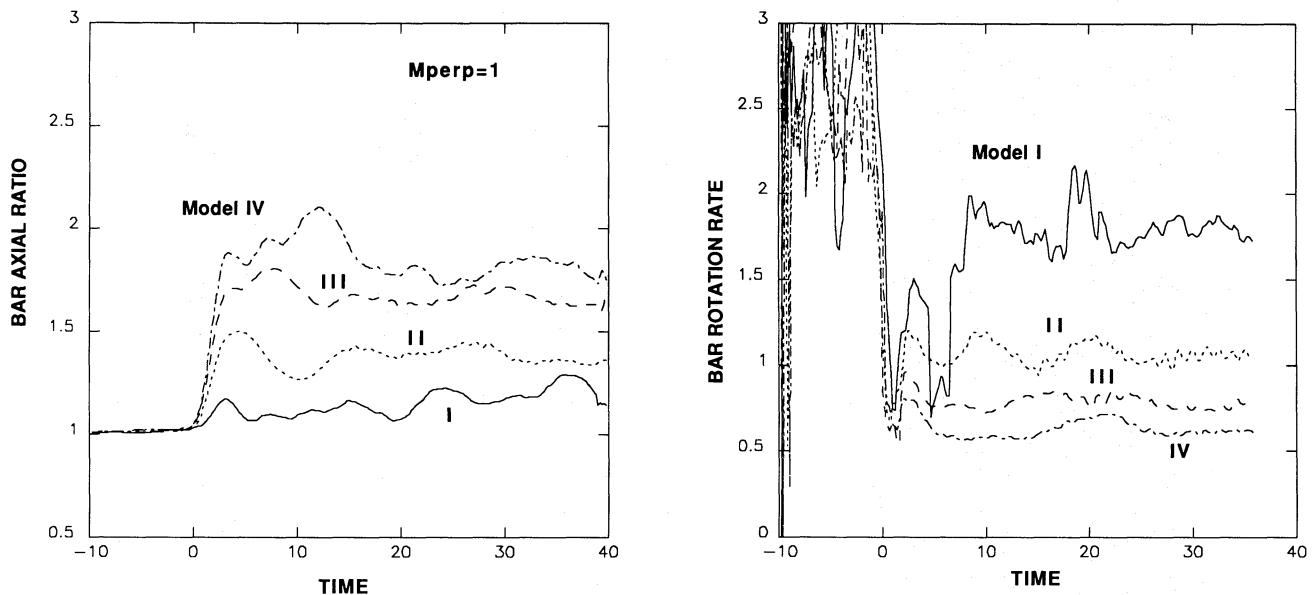 3
2.5
2
1.5
1
0.5
−10
0
10
20
30
40
BAR AXIAL RATIO
TIME
Mperp=1
Model IV
III
II
I
3
2.5
2
1.5
1
0.5
0
−10
0
10
20
30
40
BAR ROTATION RATE
TIME
Model I
II
III
IV